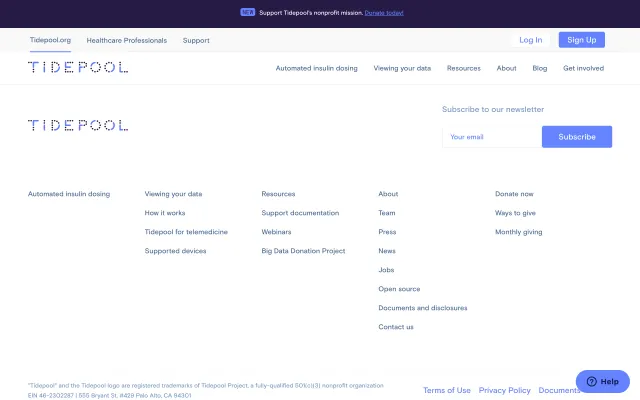 NEW Support Tidepool's nonprofit mission. Donate today!
Tidepool.org Healthcare Professionals Support Log In Sign Up
TIDEPOOL Automated insulin dosing Viewing your data Resources About Blog Get involved
Subscribe to our newsletter
TIDEPOOL
Your email Subscribe
Automated insulin dosing Viewing your data Resources About Donate now
How it works Support documentation Team Ways to give
Tidepool for telemedicine Webinars Press Monthly giving
Supported devices Big Data Donation Project News
Jobs
Open source
Documents and disclosures
Contact us
"Tidepool" and the Tidepool logo are registered trademarks of Tidepool Project, a fully-qualified 501(c)(3) nonprofit organization
EIN 46-2302287 | 555 Bryant St. #429 Palo Alto, CA 94301
Terms of Use Privacy Policy Documents
Help